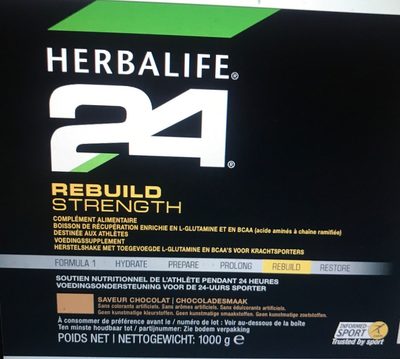 HERBALIFE®
24®
REBUILD
STRENGTH
COMPLÉMENT ALIMENTAIRE
BOISSON DE RÉCUPÉRATION ENRICHIE EN L-GLUTAMINE ET EN BCAA (acide aminés à chaîne ramifiée)
DESTINÉE AUX ATHLÈTES
VOEDINGSSUPPLEMENT
HERSTELSHAKE MET TOEGEVOEGDE L-GLUTAMINE EN BCAA'S VOOR KRACHTSPORTERS
FORMULA 1 HYDRATE PREPARE PROLONG REBUILD RESTORE
SOUTIEN NUTRITIONNEL DE L'ATHLÈTE PENDANT 24 HEURES
VOEDINGSONDERSTEUNING VOOR DE 24-UURS SPORTER
SAVEUR CHOCOLAT | CHOCOLADESMAAK
Sans colorants artificiels. Sans arômes artificiels. Sans édulcorants artificiels.
Geen kunstmatige kleurstoffen. Geen kunstmatige smaakstoffen. Geen kunstmatige zoetstoffen.
À consommer de préférence avant le / numéro de lot : Voir au-dessous de la boîte
Ten minste houdbaar tot / partijnummer: Zie bodem verpakking
POIDS NET | NETTOGEWICHT: 1000 g e
INFORMED
SPORT
Trusted by sport